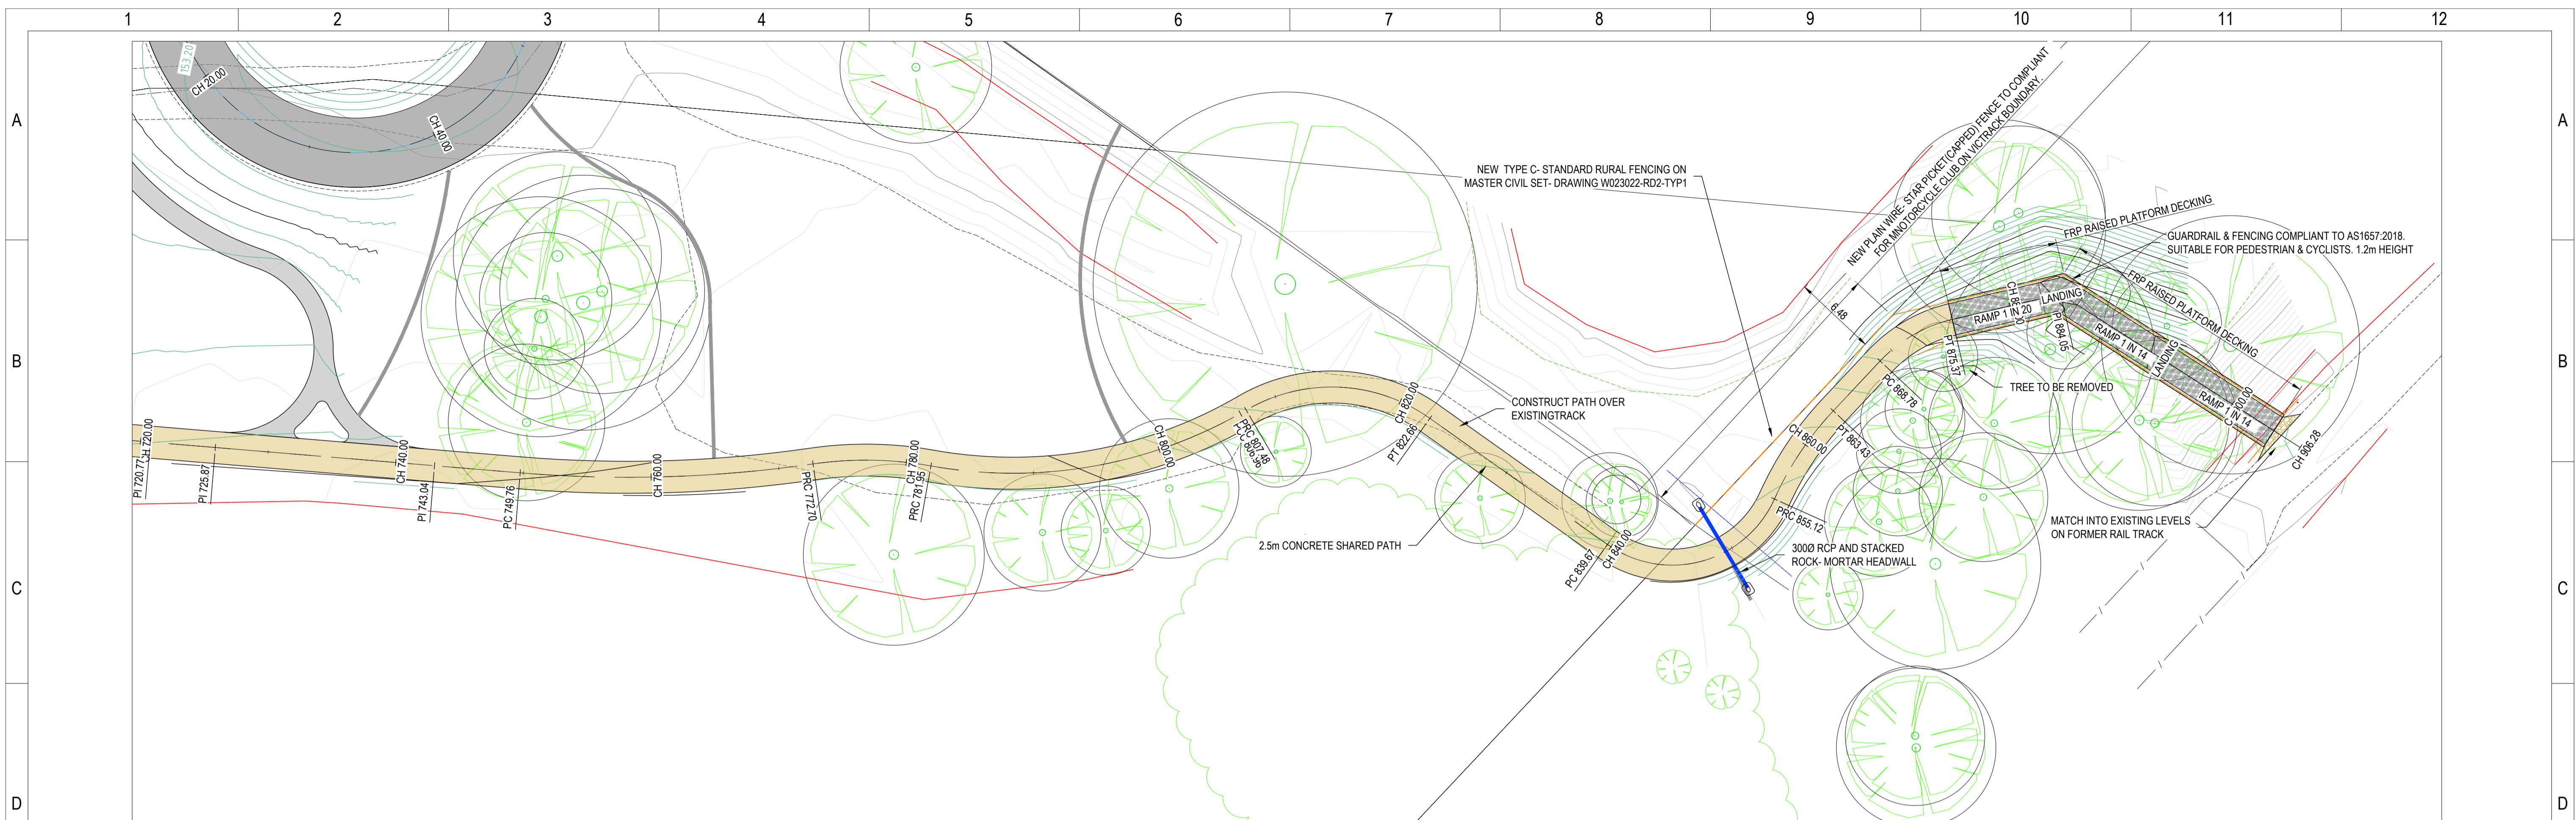 1 2 3 4 5 6 7 8 9 10 11 12
A
A
B
B
C
C
D
D
153.20
CH 20.00
CH 40.00
NEW TYPE C- STANDARD RURAL FENCING ON
MASTER CIVIL SET- DRAWING W023022-RD2-TYP1
NEW PLAIN WIRE- STAR PICKET(CAPPED) FENCE TO COMPLIANT
FOR MNOTORCYCLE CLUB ON VICTRACK BOUNDARY.
FRP RAISED PLATFORM DECKING
GUARDRAIL & FENCING COMPLIANT TO AS1657:2018.
SUITABLE FOR PEDESTRIAN & CYCLISTS. 1.2m HEIGHT
FRP RAISED PLATFORM DECKING
6.48
LANDING
RAMP 1 IN 20
884.05
RAMP 1 IN 14
LANDING
RAMP 1 IN 14
PT 875.37
TREE TO BE REMOVED
PC 868.78
PT 863.43
CH 860.00
CH 906.28
MATCH INTO EXISTING LEVELS
ON FORMER RAIL TRACK
PRC 855.12
300Ø RCP AND STACKED
ROCK- MORTAR HEADWALL
CONSTRUCT PATH OVER
EXISTINGTRACK
2.5m CONCRETE SHARED PATH
PI 720.77
CH 720.00
PI 725.87
CH 740.00
PI 743.04
PC 749.76
CH 760.00
PRC 772.70
CH 780.00
PRC 781.95
CH 800.00
PRC 807.48
PCC 806.96
CH 820.00
PT 822.66
PC 839.67
CH 840.00